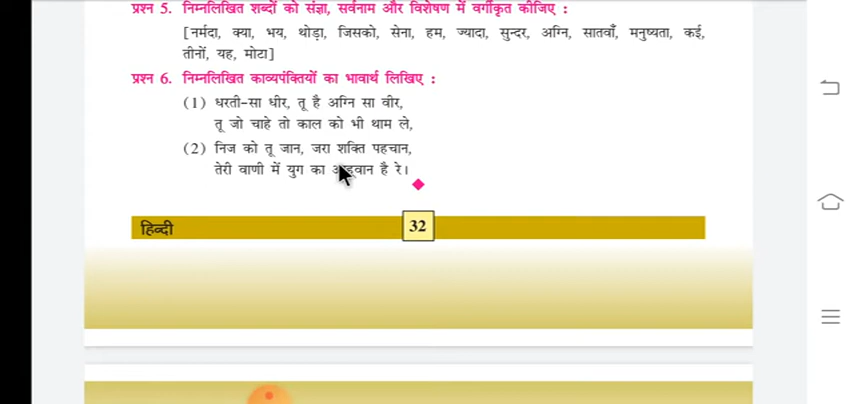 प्रश्न 5. निम्नलिखित शब्दों को संज्ञा, सर्वनाम और विशेषण में वर्गीकृत कीजिए :
[नर्मदा, क्या, भय, थोड़ा, जिसको, सेना, हम, ज्यादा, सुन्दर, अग्नि, सातवाँ, मनुष्यता, कई,
तीनों, यह, मोटा]
प्रश्न 6. निम्नलिखित काव्यपंक्तियों का भावार्थ लिखिए :
(1) धरती-सा धीर, तू है अग्नि सा वीर,
तू जो चाहे तो काल को भी थाम ले,
(2) निज को तू जान, जरा शक्ति पहचान,
तेरी वाणी में युग का आह्वान है रे।
हिन्दी
32